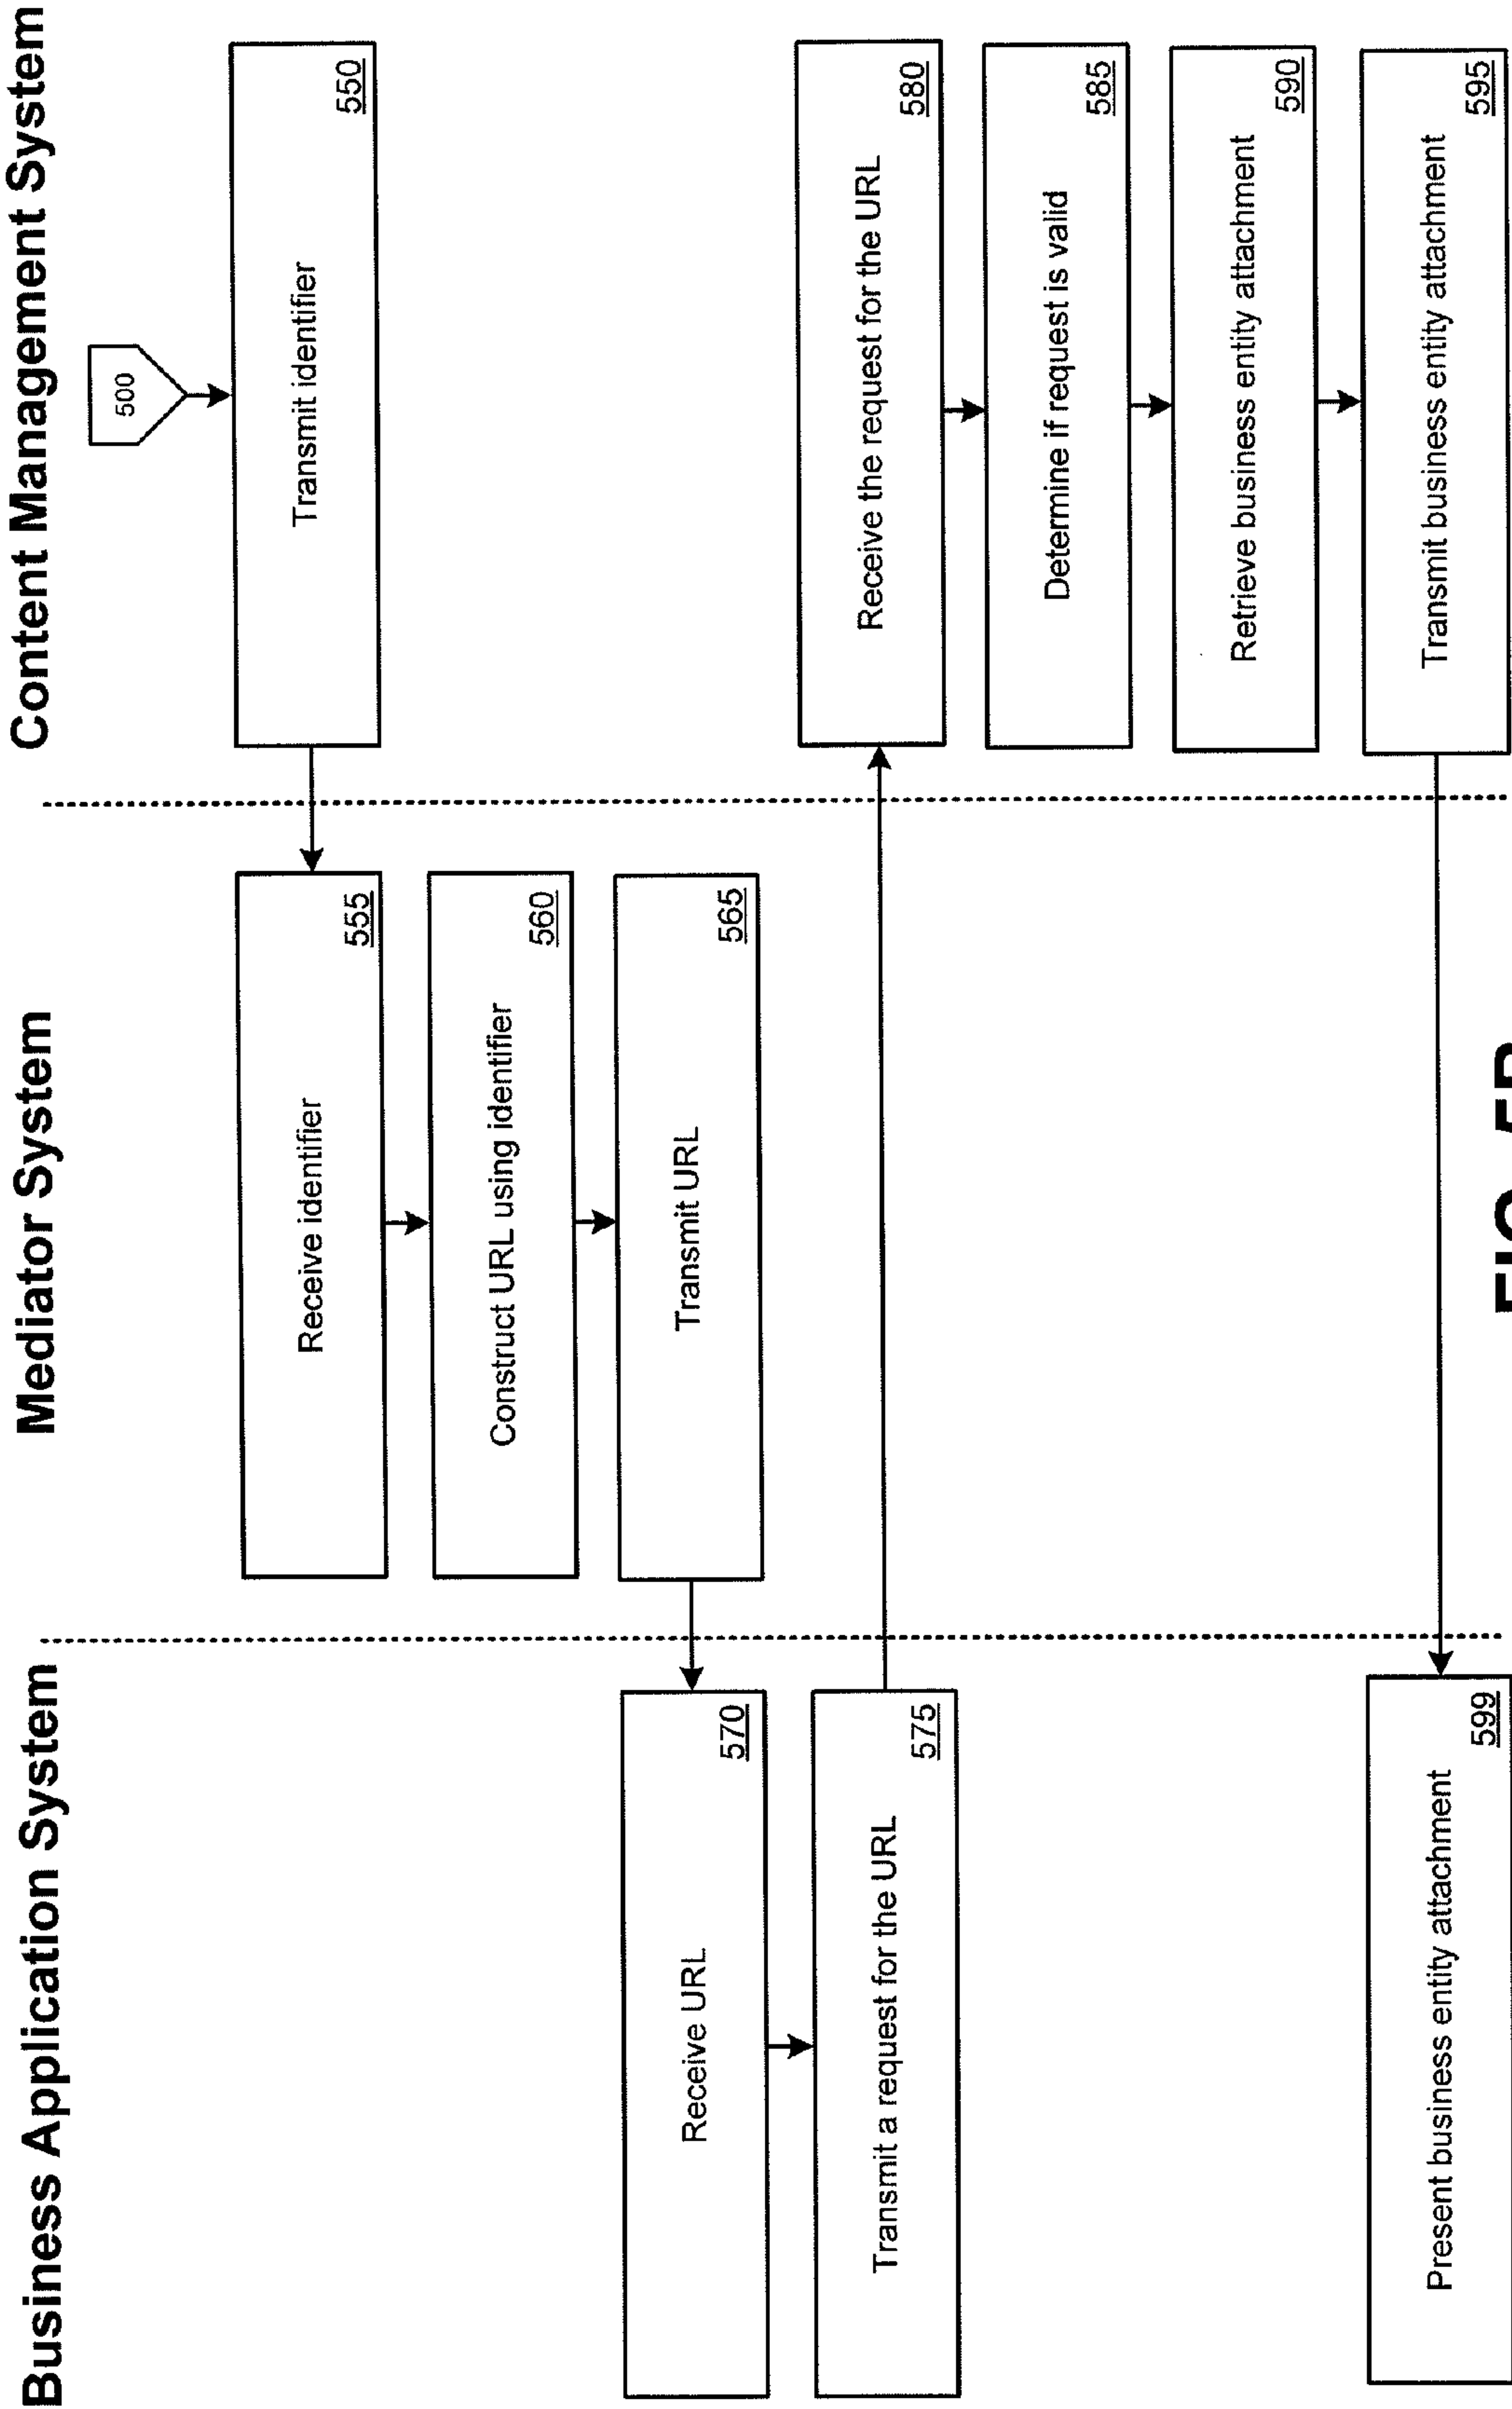 Business Application System
Mediator System
Content Management System
500
Transmit identifier
550
Receive identifier
555
Construct URL using identifier
560
Transmit URL
565
Receive URL
570
Transmit a request for the URL
575
Receive the request for the URL
580
Determine if request is valid
585
Retrieve business entity attachment
590
Transmit business entity attachment
595
Present business entity attachment
599